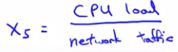 x5 = CPU load
network traffic